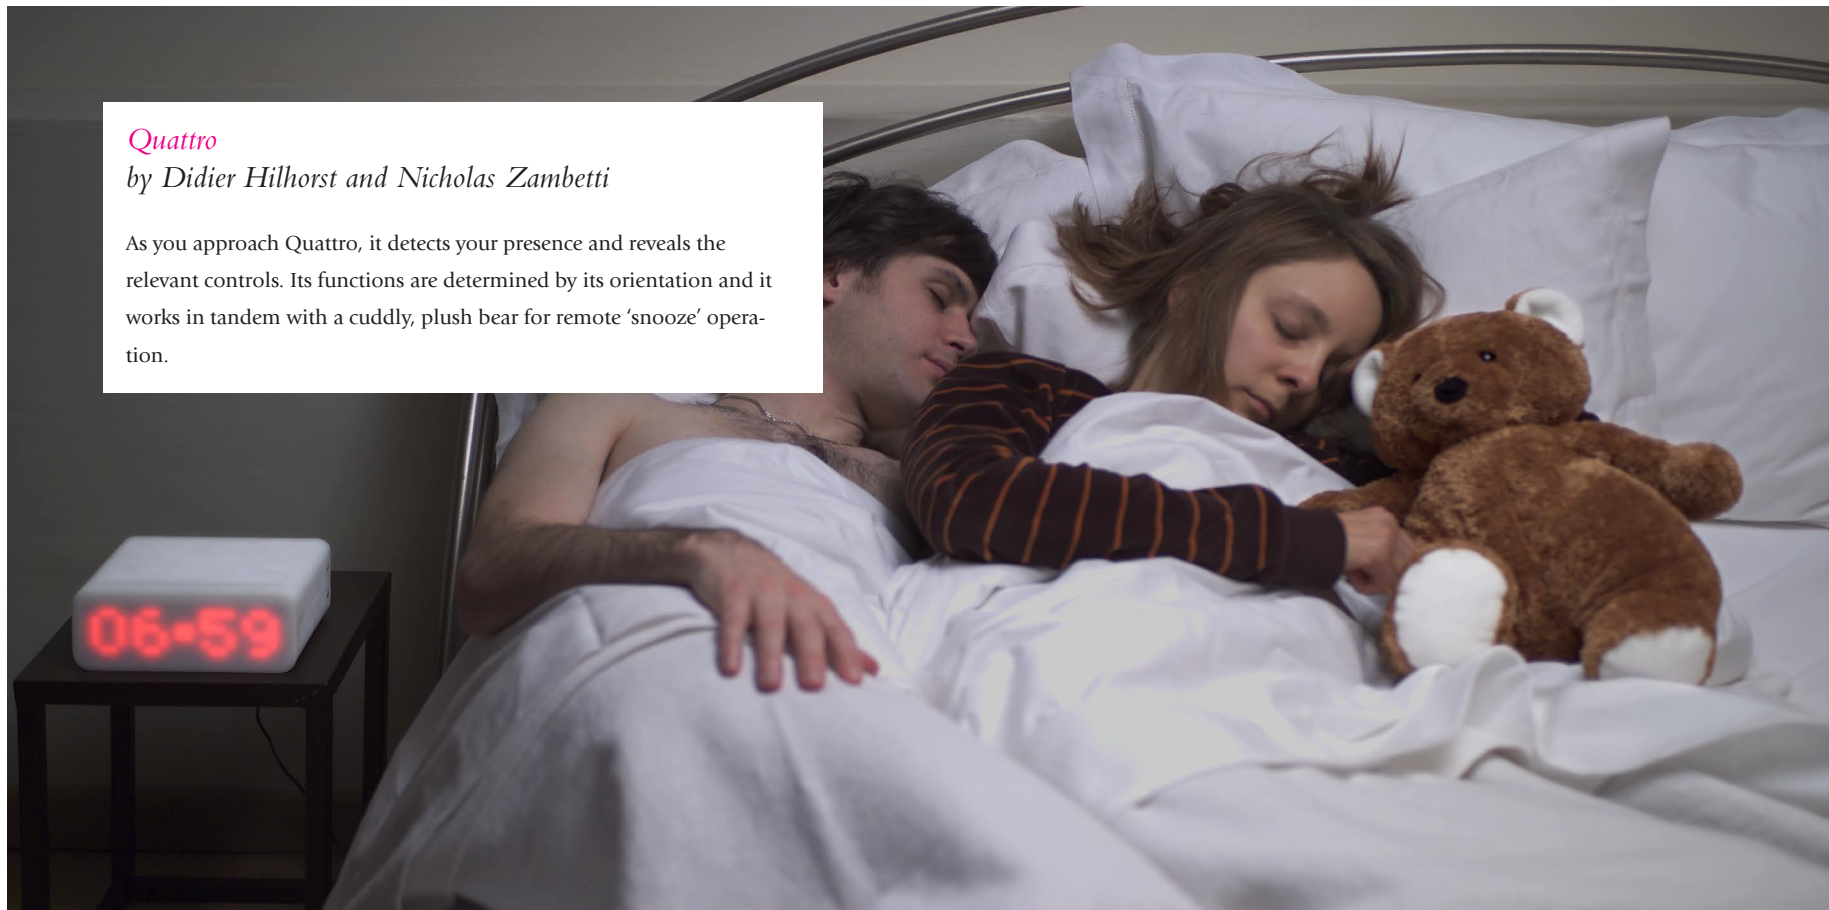 Quattro
by Didier Hilhorst and Nicholas Zambetti
As you approach Quattro, it detects your presence and reveals the
relevant controls. Its functions are determined by its orientation and it
works in tandem with a cuddly, plush bear for remote ‘snooze’ opera-
tion.
06:59